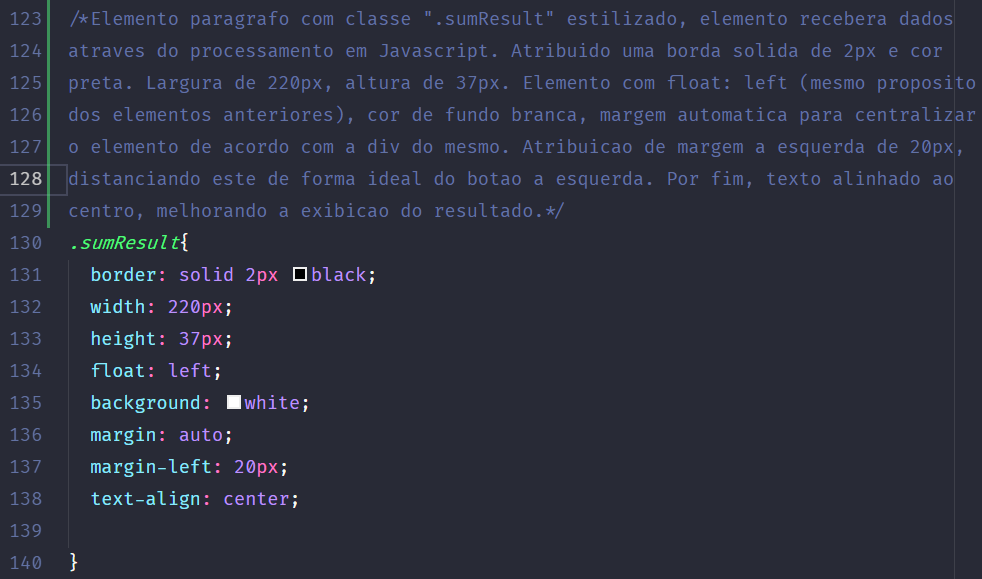 123 /*Elemento paragrafo com classe ".sumResult" estilizado, elemento recebera dados
124 atraves do processamento em Javascript. Atribuido uma borda solida de 2px e cor
125 preta. Largura de 220px, altura de 37px. Elemento com float: left (mesmo proposito
126 dos elementos anteriores), cor de fundo branca, margem automatica para centralizar
127 o elemento de acordo com a div do mesmo. Atribuicao de margem a esquerda de 20px,
128 distanciando este de forma ideal do botao a esquerda. Por fim, texto alinhado ao
129 centro, melhorando a exibicao do resultado.*/
130 .sumResult{
131 border: solid 2px black;
132 width: 220px;
133 height: 37px;
134 float: left;
135 background: white;
136 margin: auto;
137 margin-left: 20px;
138 text-align: center;
139
140 }